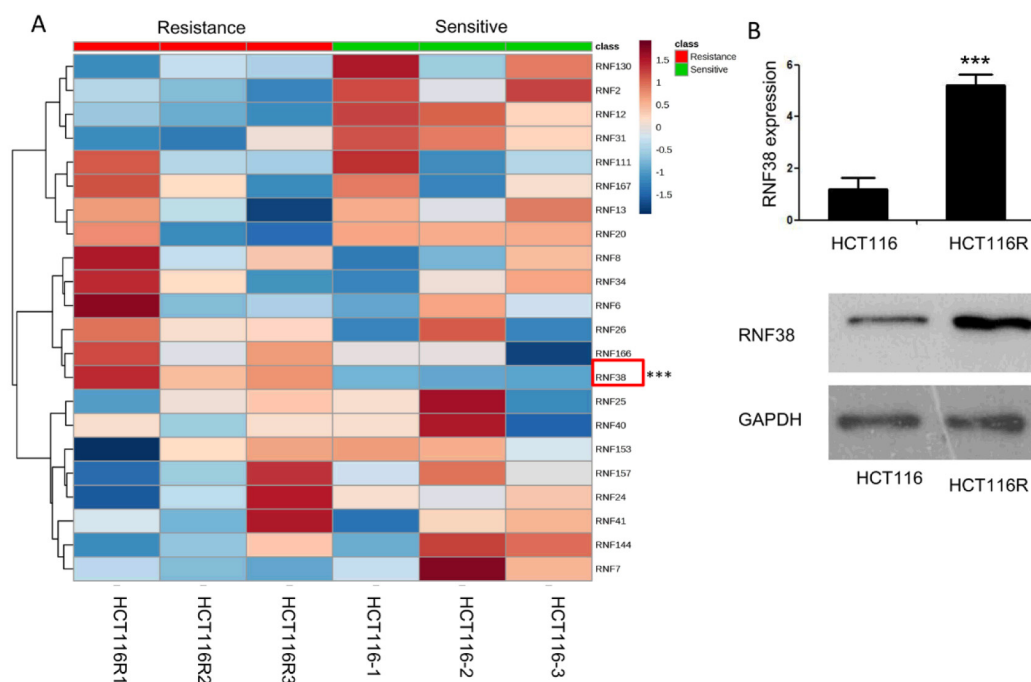 A
Resistance
Sensitive
class
RNF130
RNF2
RNF12
RNF31
RNF111
RNF167
RNF13
RNF20
RNF8
RNF34
RNF6
RNF26
RNF166
RNF38
***
RNF25
RNF40
RNF153
RNF157
RNF24
RNF41
RNF144
RNF7
class
Resistance
Sensitive
1.5
1
0.5
0
-0.5
-1
-1.5
HCT116R1
HCT116R2
HCT116R3
HCT116-1
HCT116-2
HCT116-3
B
RNF38 expression
6
4
2
0
***
HCT116
HCT116R
RNF38
GAPDH
HCT116
HCT116R